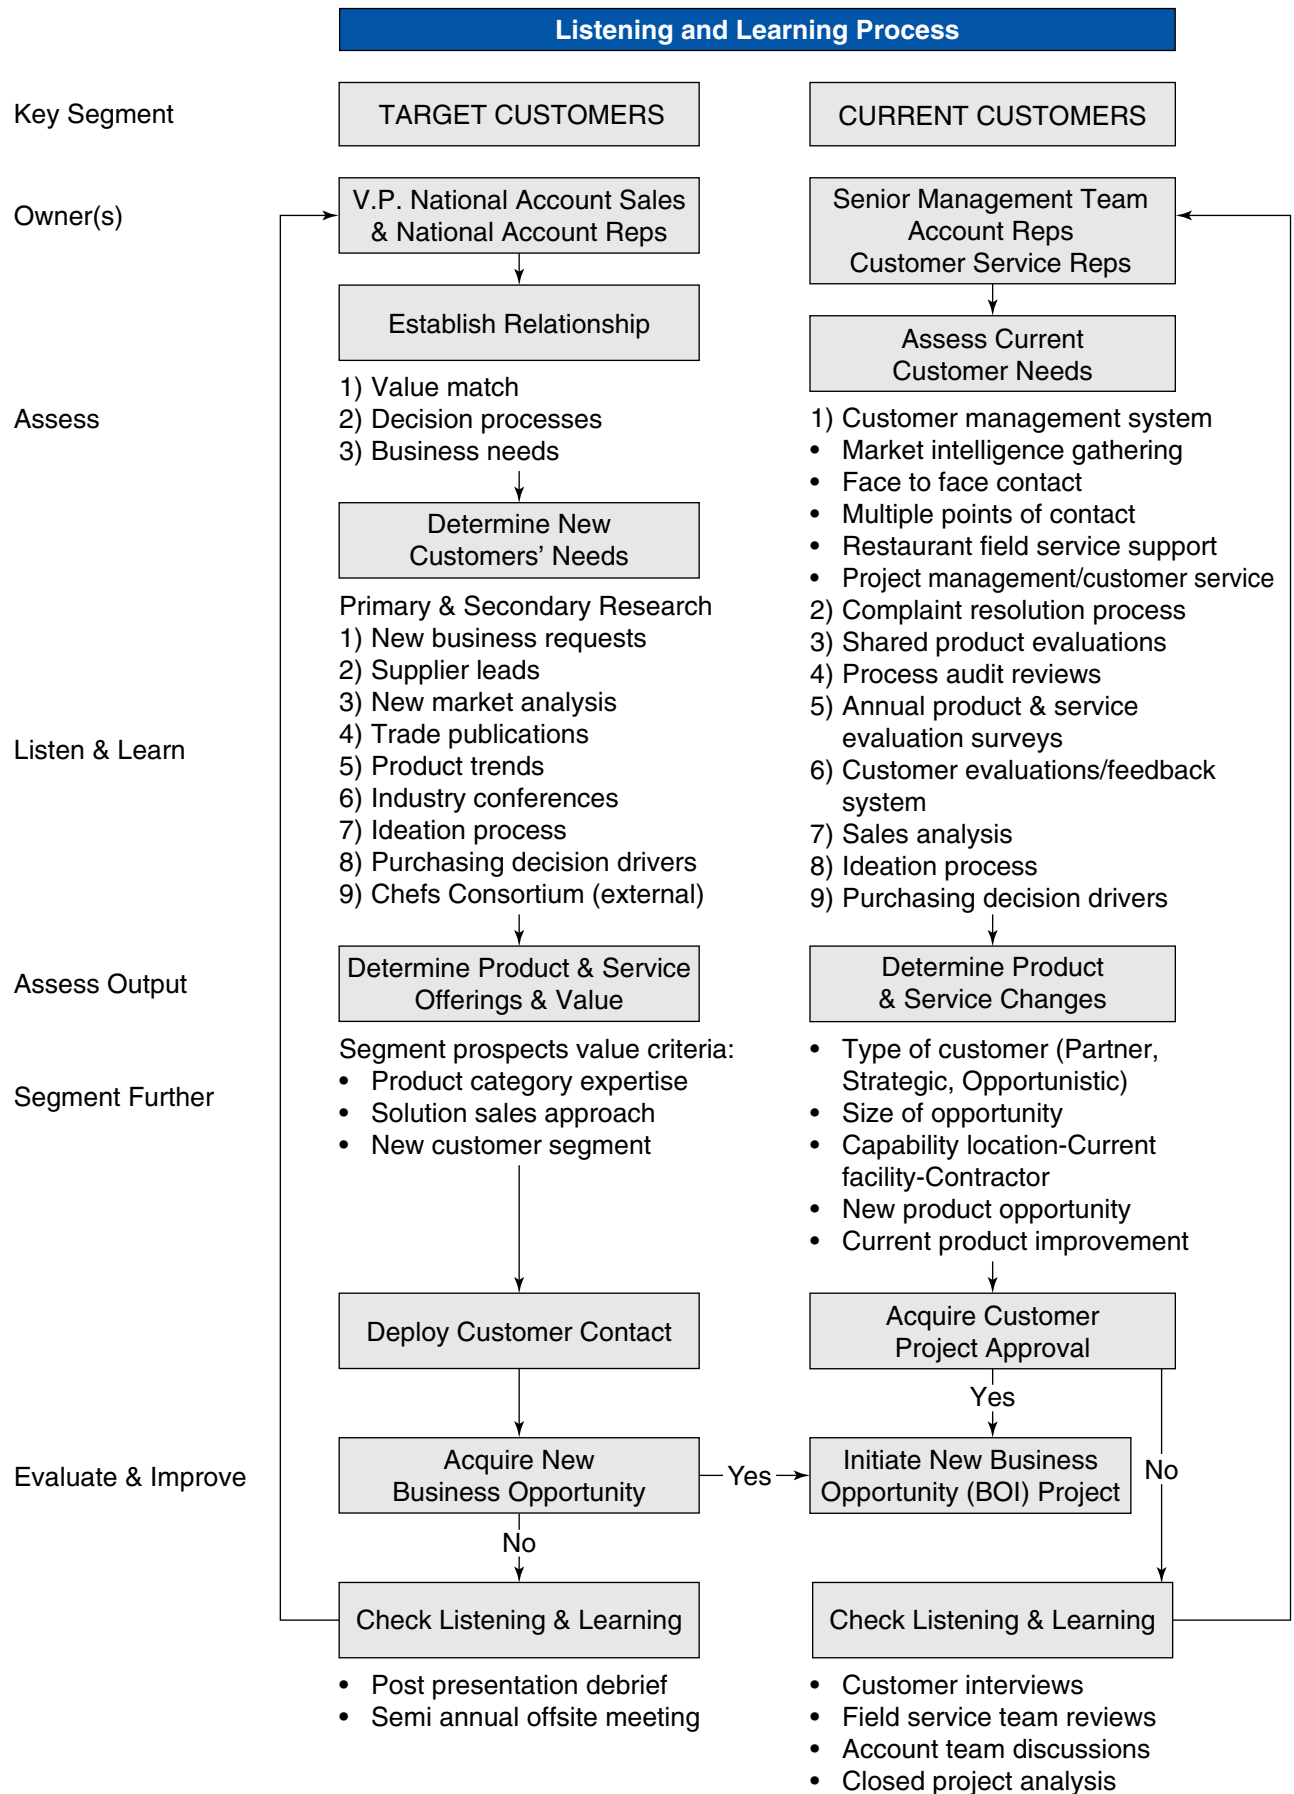 Listening and Learning Process
Key Segment
TARGET CUSTOMERS
CURRENT CUSTOMERS
Owner(s)
V.P. National Account Sales
& National Account Reps
Senior Management Team
Account Reps
Customer Service Reps
Establish Relationship
Assess Current
Customer Needs
Assess
1) Value match
2) Decision processes
3) Business needs
Determine New
Customers’ Needs
1) Customer management system
• Market intelligence gathering
• Face to face contact
• Multiple points of contact
• Restaurant field service support
• Project management/customer service
2) Complaint resolution process
3) Shared product evaluations
4) Process audit reviews
5) Annual product & service
evaluation surveys
6) Customer evaluations/feedback
system
7) Sales analysis
8) Ideation process
9) Purchasing decision drivers
Listen & Learn
Primary & Secondary Research
1) New business requests
2) Supplier leads
3) New market analysis
4) Trade publications
5) Product trends
6) Industry conferences
7) Ideation process
8) Purchasing decision drivers
9) Chefs Consortium (external)
Assess Output
Determine Product & Service
Offerings & Value
Determine Product
& Service Changes
Segment Further
Segment prospects value criteria:
• Product category expertise
• Solution sales approach
• New customer segment
• Type of customer (Partner,
Strategic, Opportunistic)
• Size of opportunity
• Capability location-Current
facility-Contractor
• New product opportunity
• Current product improvement
Deploy Customer Contact
Acquire Customer
Project Approval
Yes
No
Evaluate & Improve
Acquire New
Business Opportunity
Yes
Initiate New Business
Opportunity (BOI) Project
No
Check Listening & Learning
Check Listening & Learning
• Post presentation debrief
• Semi annual offsite meeting
• Customer interviews
• Field service team reviews
• Account team discussions
• Closed project analysis